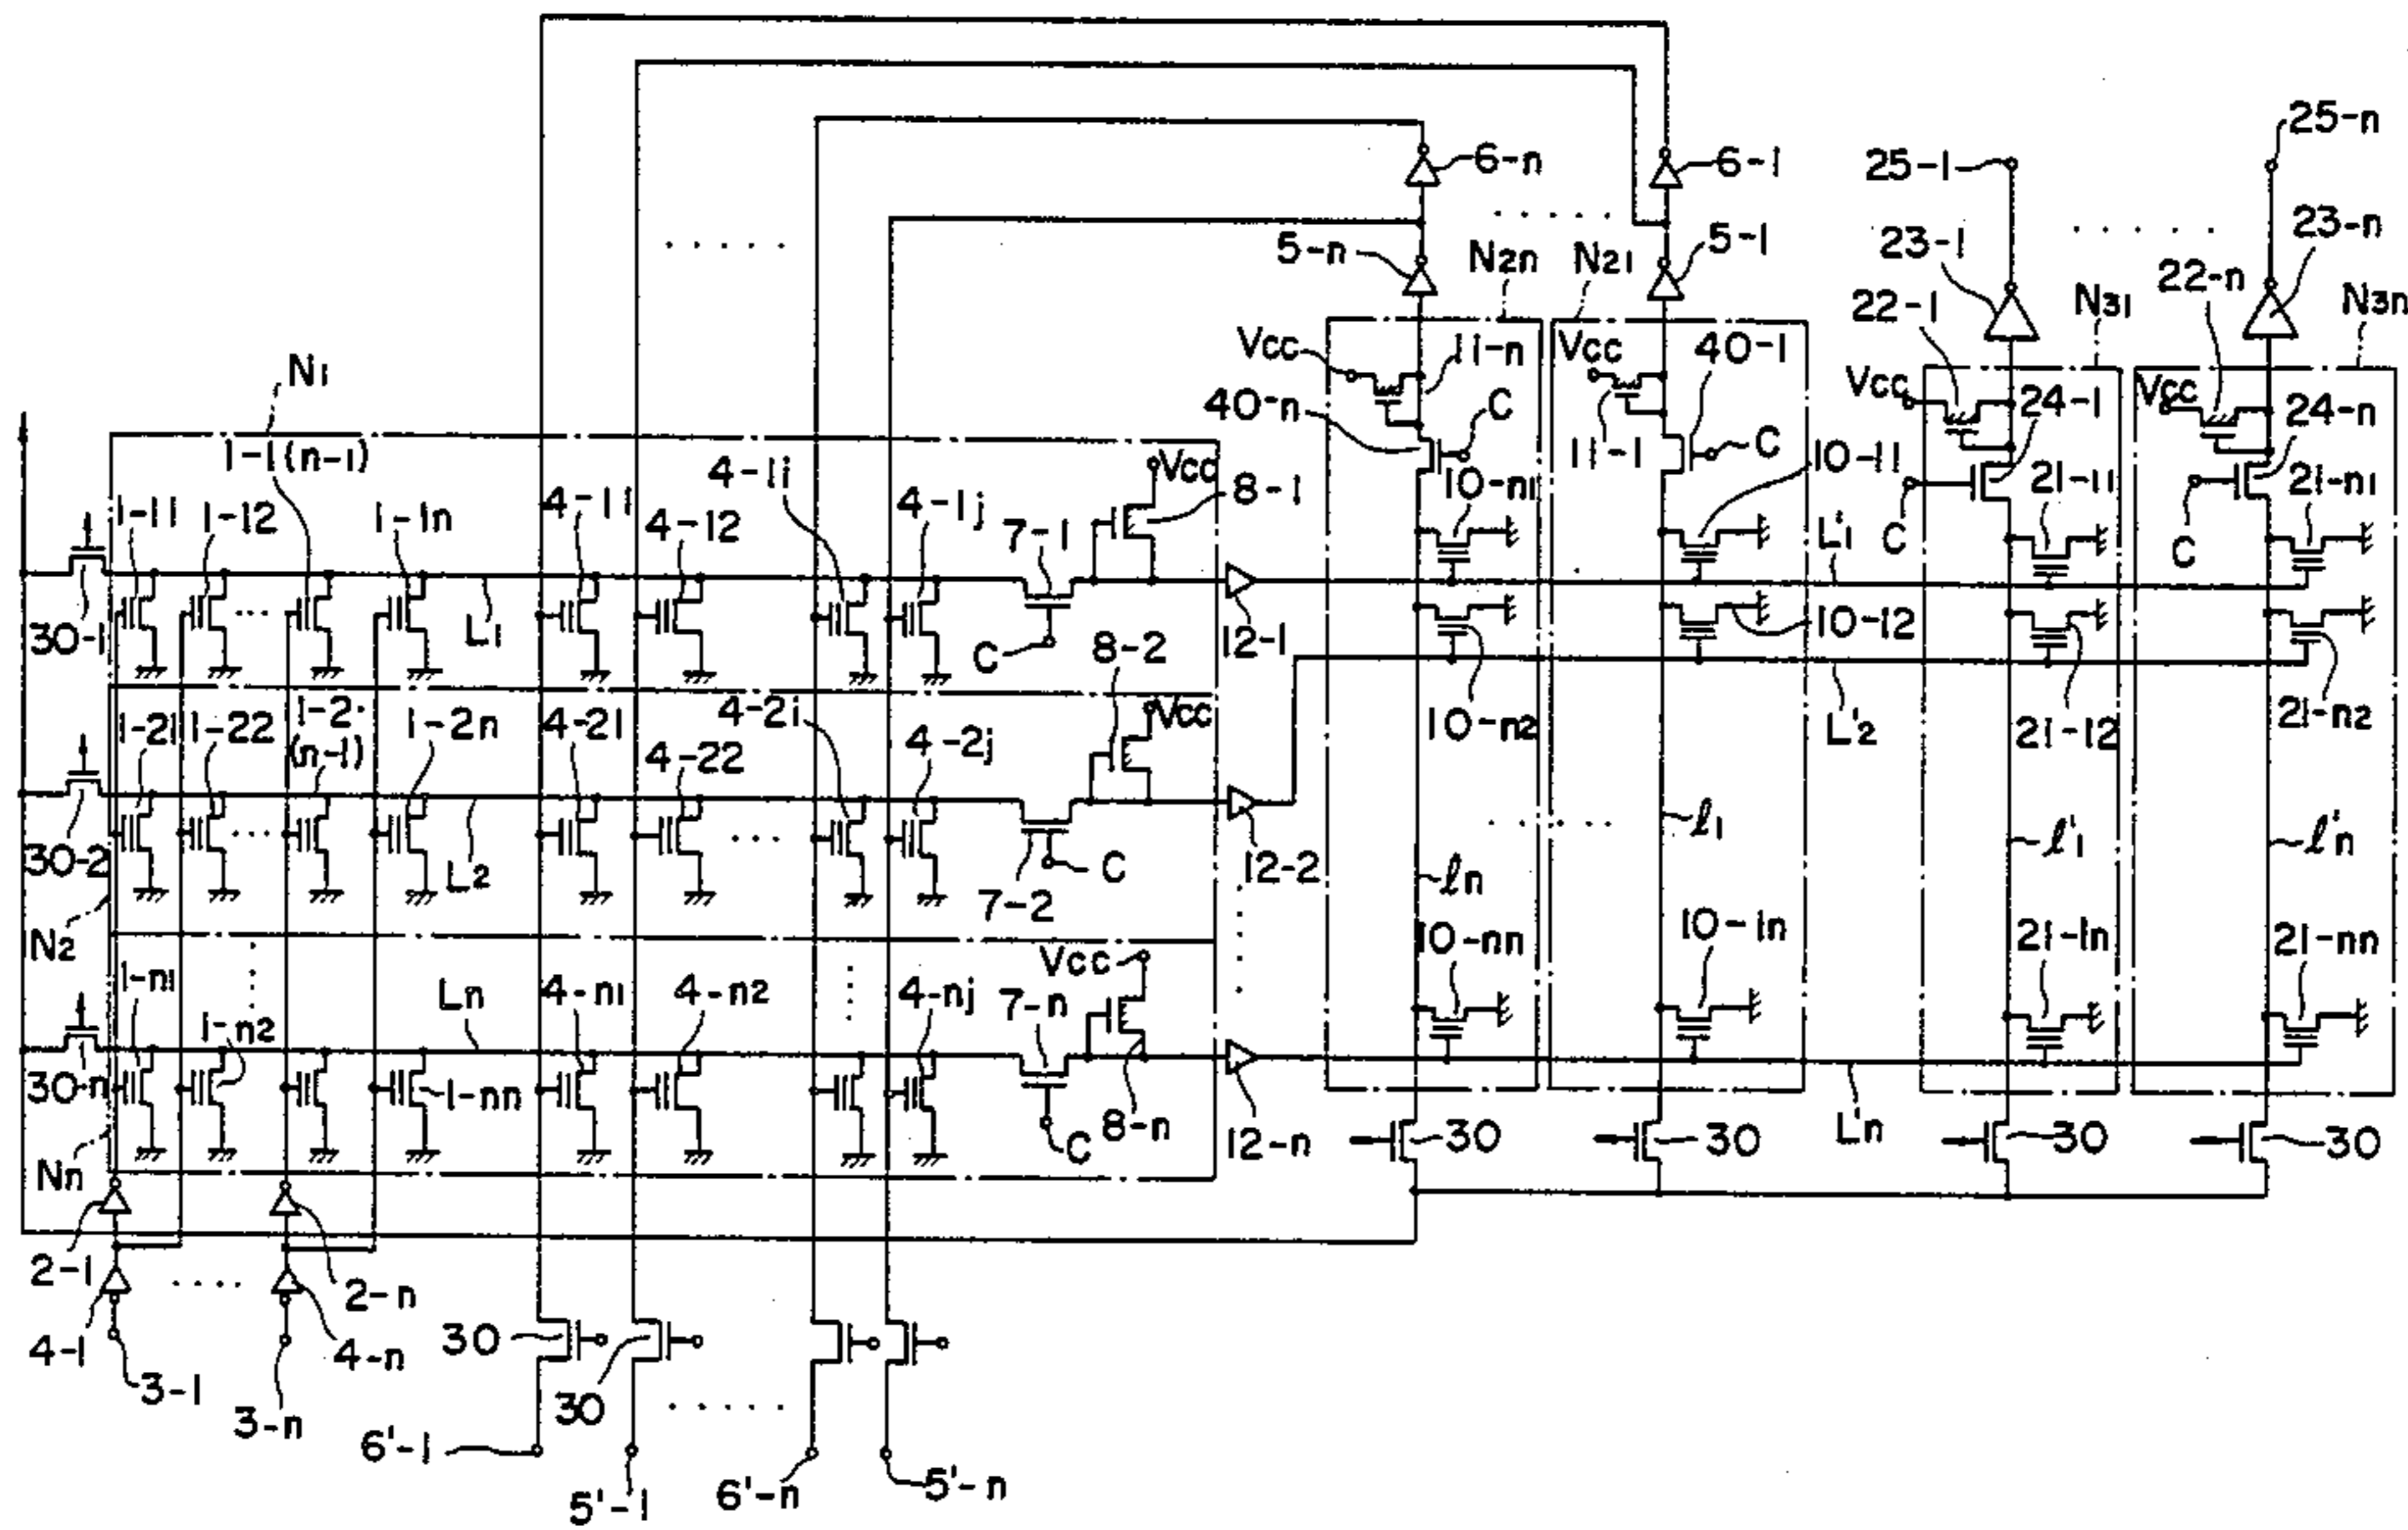 25-n
6-n
6-1
25-1
5-n
N2n
N21
5-1
23-1
22-n
23-n
22-1
N31
N3n
Vcc
11-n
Vcc
40-1
Vcc
24-1
Vcc
24-n
N1
40-n
C
11-1
C
10-11
1-1(n-1)
4-1i
Vcc
8-1
10-n1
21-11
21-n1
1-11
1-12
1-1n
4-11
4-12
4-1j
7-1
L'1
C
C
30-1
L1
C
8-2
12-1
10-12
1-21
1-22
1-2·
(n-1)
1-2n
4-21
4-22
4-2i
4-2j
Vcc
10-n2
L'2
21-12
21-n2
30-2
L2
7-2
C
12-2
ℓn
ℓ1
ℓ'1
ℓ'n
N2
1-n1
1-n2
Ln
4-n1
4-n2
4-nj
7-n
Vcc
10-nn
10-1n
21-1n
21-nn
30-n
1-nn
C
8-n
12-n
30
30
L'n
30
30
Nn
2-1
2-n
4-1
4-n
30
30
3-1
3-n
6'-1
5'-1
6'-n
5'-n